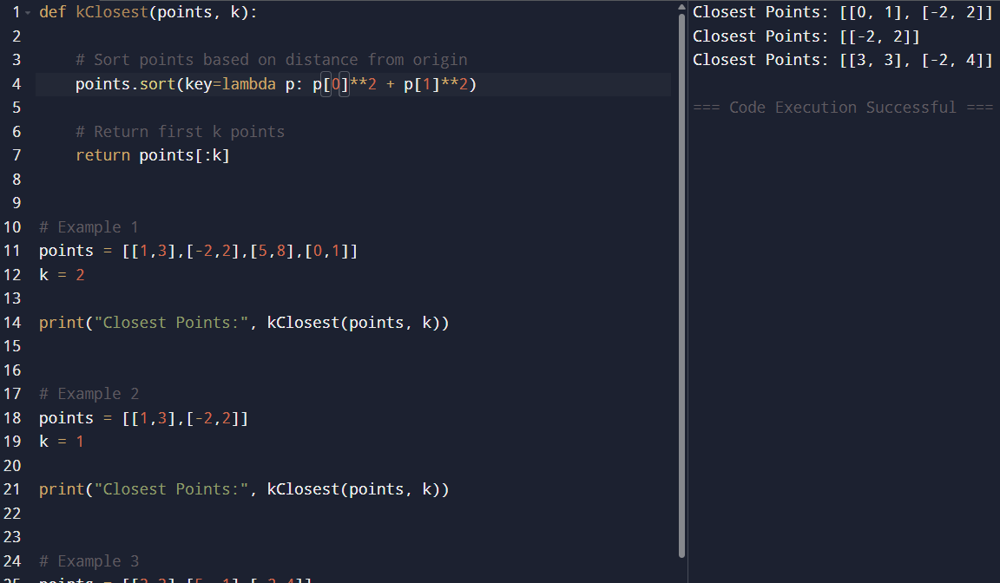 1 def kClosest(points, k):
2
3 # Sort points based on distance from origin
4 points.sort(key=lambda p: p[0]**2 + p[1]**2)
5
6 # Return first k points
7 return points[:k]
8
9
10 # Example 1
11 points = [[1,3],[-2,2],[5,8],[0,1]]
12 k = 2
13
14 print("Closest Points:", kClosest(points, k))
15
16
17 # Example 2
18 points = [[1,3],[-2,2]]
19 k = 1
20
21 print("Closest Points:", kClosest(points, k))
22
23
24 # Example 3
25 points = [[3,3],[5,-1],[-2,4]]
Closest Points: [[0, 1], [-2, 2]]
Closest Points: [[-2, 2]]
Closest Points: [[3, 3], [-2, 4]]
=== Code Execution Successful ===